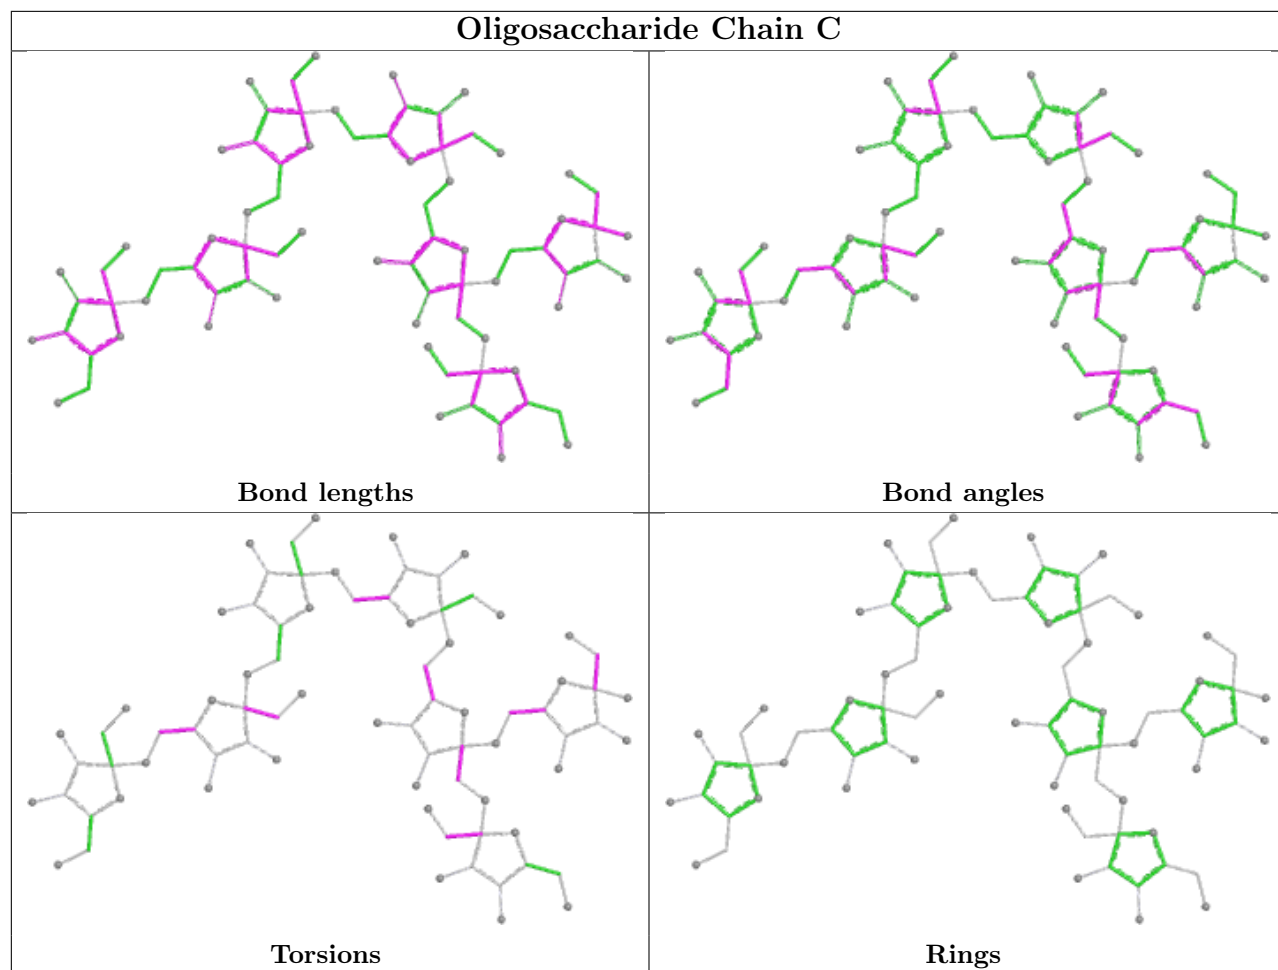 Oligosaccharide Chain C
Bond lengths
Bond angles
Torsions
Rings